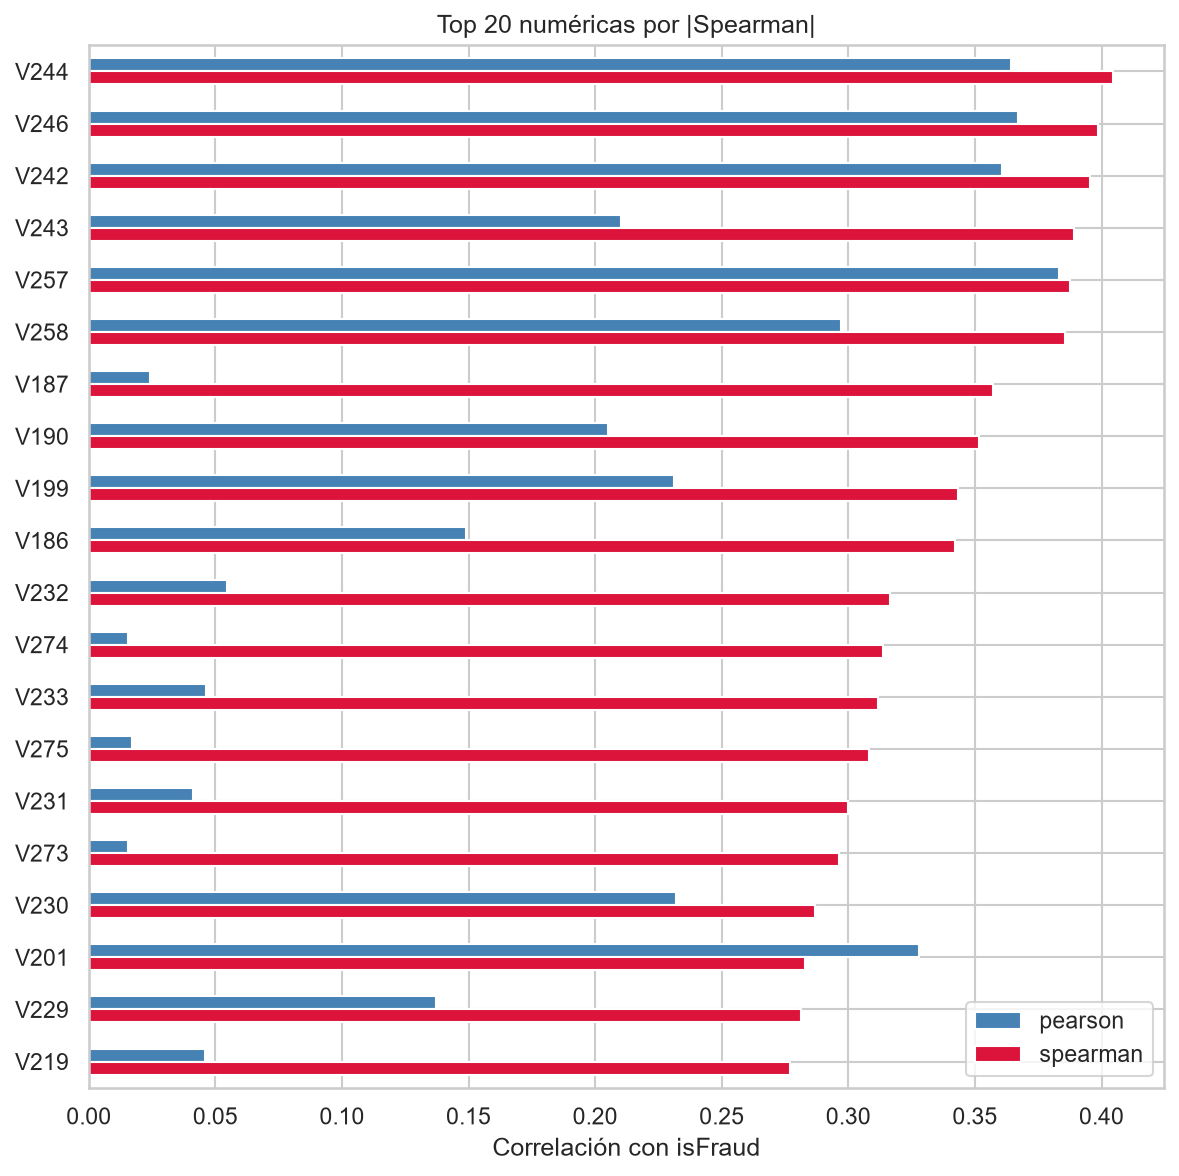 Top 20 numéricas por |Spearman|
V244
V246
V242
V243
V257
V258
V187
V190
V199
V186
V232
V274
V233
V275
V231
V273
V230
V201
V229
V219
pearson
spearman
0.00 0.05 0.10 0.15 0.20 0.25 0.30 0.35 0.40
Correlación con isFraud